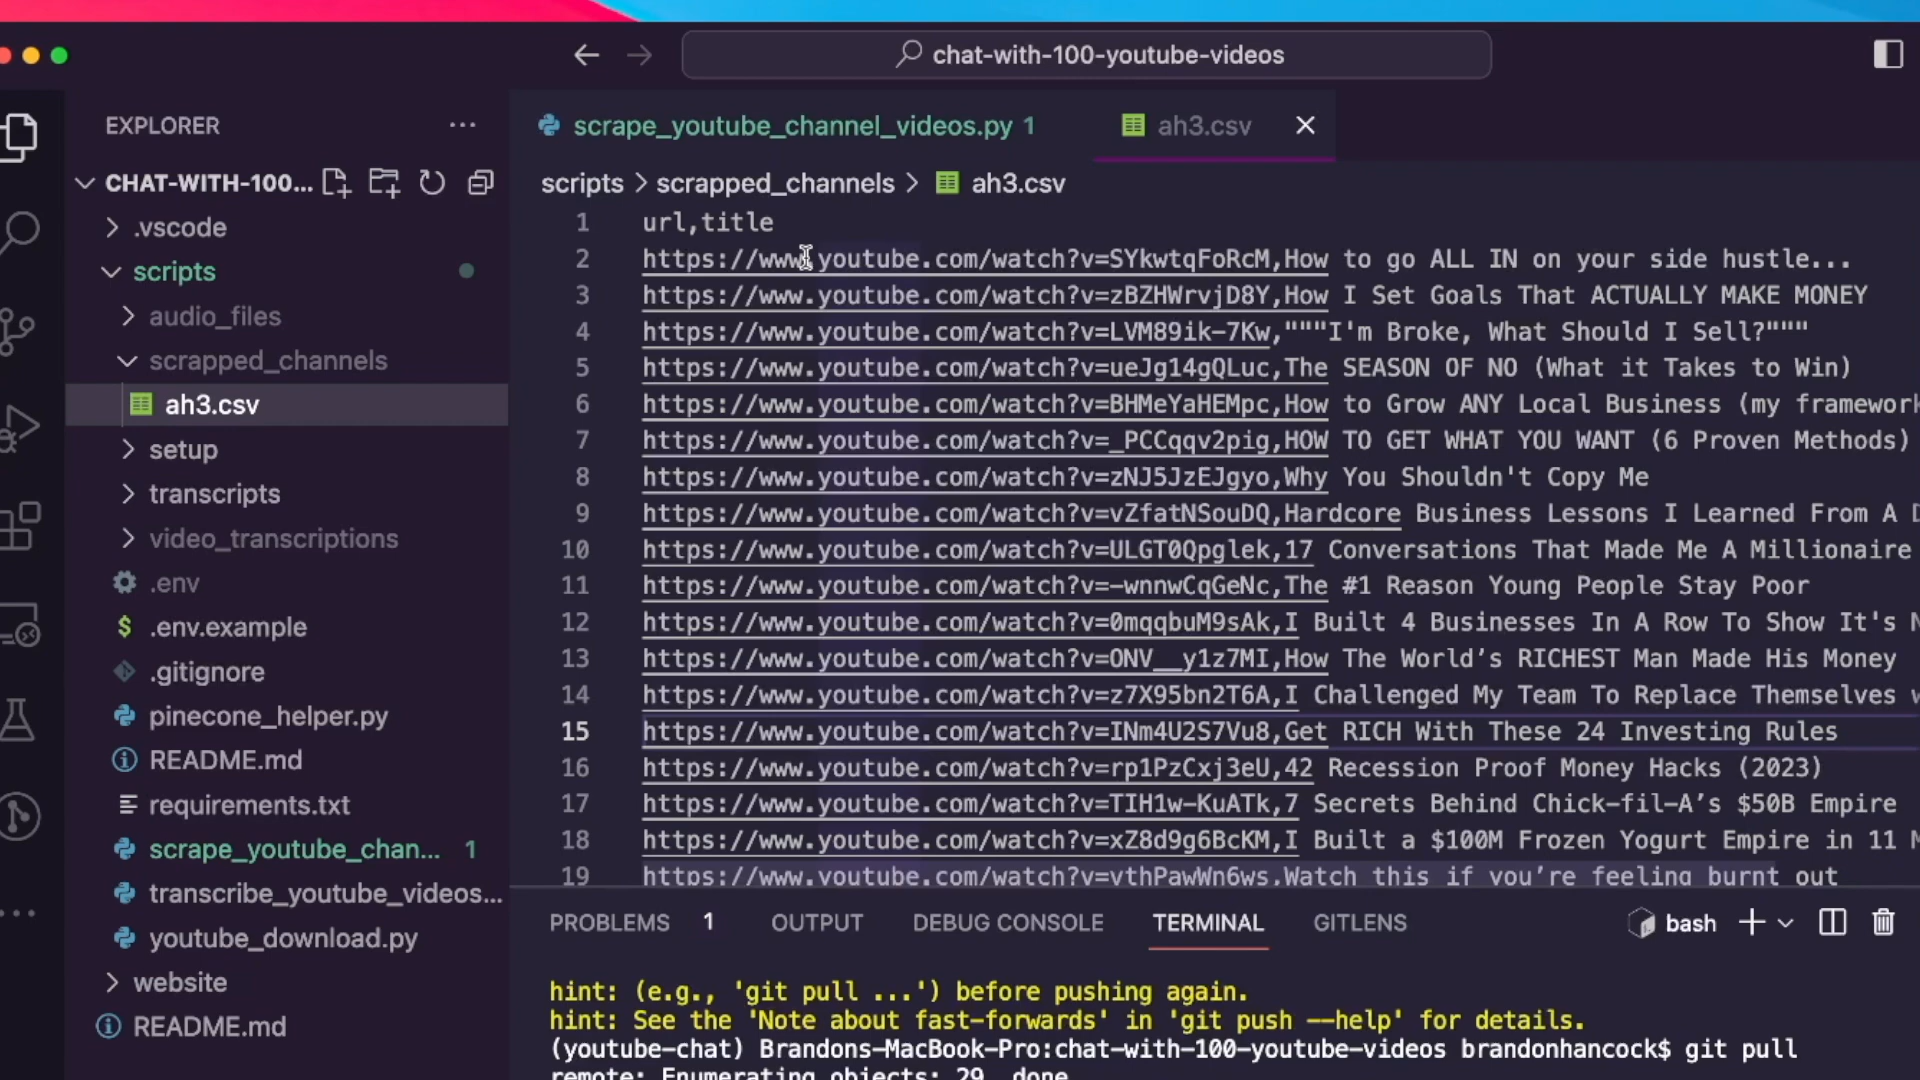 chat-with-100-youtube-videos
EXPLORER
CHAT-WITH-100...
.vscode
scripts
audio_files
scrapped_channels
ah3.csv
setup
transcripts
video_transcriptions
.env
.env.example
.gitignore
pinecone_helper.py
README.md
requirements.txt
scrape_youtube_chan... 1
transcribe_youtube_videos...
youtube_download.py
website
README.md
scrape_youtube_channel_videos.py 1
ah3.csv
scripts > scrapped_channels > ah3.csv
1 url,title
2 https://www.youtube.com/watch?v=SYkwtqFoRcM,How to go ALL IN on your side hustle...
3 https://www.youtube.com/watch?v=zBZHWrvjD8Y,How I Set Goals That ACTUALLY MAKE MONEY
4 https://www.youtube.com/watch?v=LVM89ik-7Kw,"""I'm Broke, What Should I Sell?"""
5 https://www.youtube.com/watch?v=ueJg14gQLuc,The SEASON OF NO (What it Takes to Win)
6 https://www.youtube.com/watch?v=BHMeYaHEMpc,How to Grow ANY Local Business (my framework
7 https://www.youtube.com/watch?v=_PCCqqv2pig,HOW TO GET WHAT YOU WANT (6 Proven Methods)
8 https://www.youtube.com/watch?v=zNJ5JzEJgyo,Why You Shouldn't Copy Me
9 https://www.youtube.com/watch?v=vZfatNSouDQ,Hardcore Business Lessons I Learned From A
10 https://www.youtube.com/watch?v=ULGT0Qpglek,17 Conversations That Made Me A Millionaire
11 https://www.youtube.com/watch?v=-wnnwCqGeNc,The #1 Reason Young People Stay Poor
12 https://www.youtube.com/watch?v=0mqqbuM9sAk,I Built 4 Businesses In A Row To Show It's
13 https://www.youtube.com/watch?v=ONV__y1z7MI,How The World’s RICHEST Man Made His Money
14 https://www.youtube.com/watch?v=z7X95bn2T6A,I Challenged My Team To Replace Themselves
15 https://www.youtube.com/watch?v=INm4U2S7Vu8,Get RICH With These 24 Investing Rules
16 https://www.youtube.com/watch?v=rp1PzCxj3eU,42 Recession Proof Money Hacks (2023)
17 https://www.youtube.com/watch?v=TIH1w-KuATk,7 Secrets Behind Chick-fil-A’s $50B Empire
18 https://www.youtube.com/watch?v=xZ8d9g6BcKM,I Built a $100M Frozen Yogurt Empire in 11
19 https://www.youtube.com/watch?v=vthPawWn6ws,Watch this if you’re feeling burnt out
PROBLEMS 1 OUTPUT DEBUG CONSOLE TERMINAL GITLENS bash
hint: (e.g., 'git pull ...') before pushing again.
hint: See the 'Note about fast-forwards' in 'git push --help' for details.
(youtube-chat) Brandons-MacBook-Pro:chat-with-100-youtube-videos brandonhancock$ git pull
remote: Enumerating objects: 29, done.